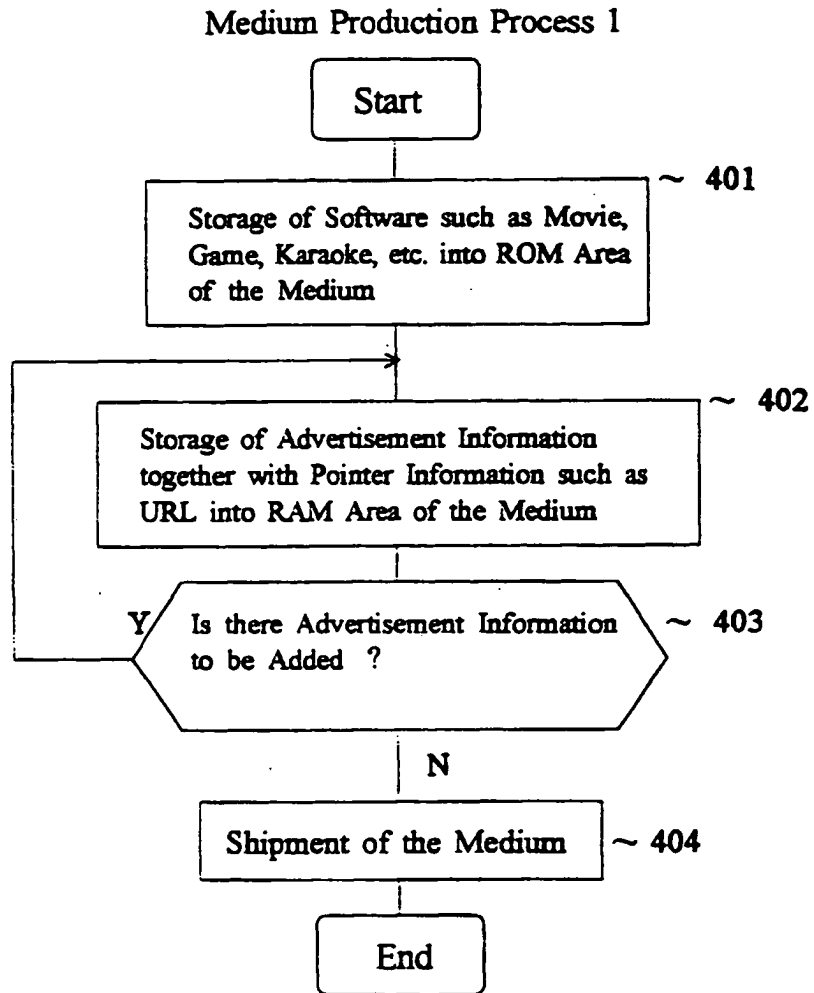 Medium Production Process 1
Start
~ 401
Storage of Software such as Movie,
Game, Karaoke, etc. into ROM Area
of the Medium
~ 402
Storage of Advertisement Information
together with Pointer Information such as
URL into RAM Area of the Medium
Y
Is there Advertisement Information
to be Added ?
~ 403
N
Shipment of the Medium
~ 404
End